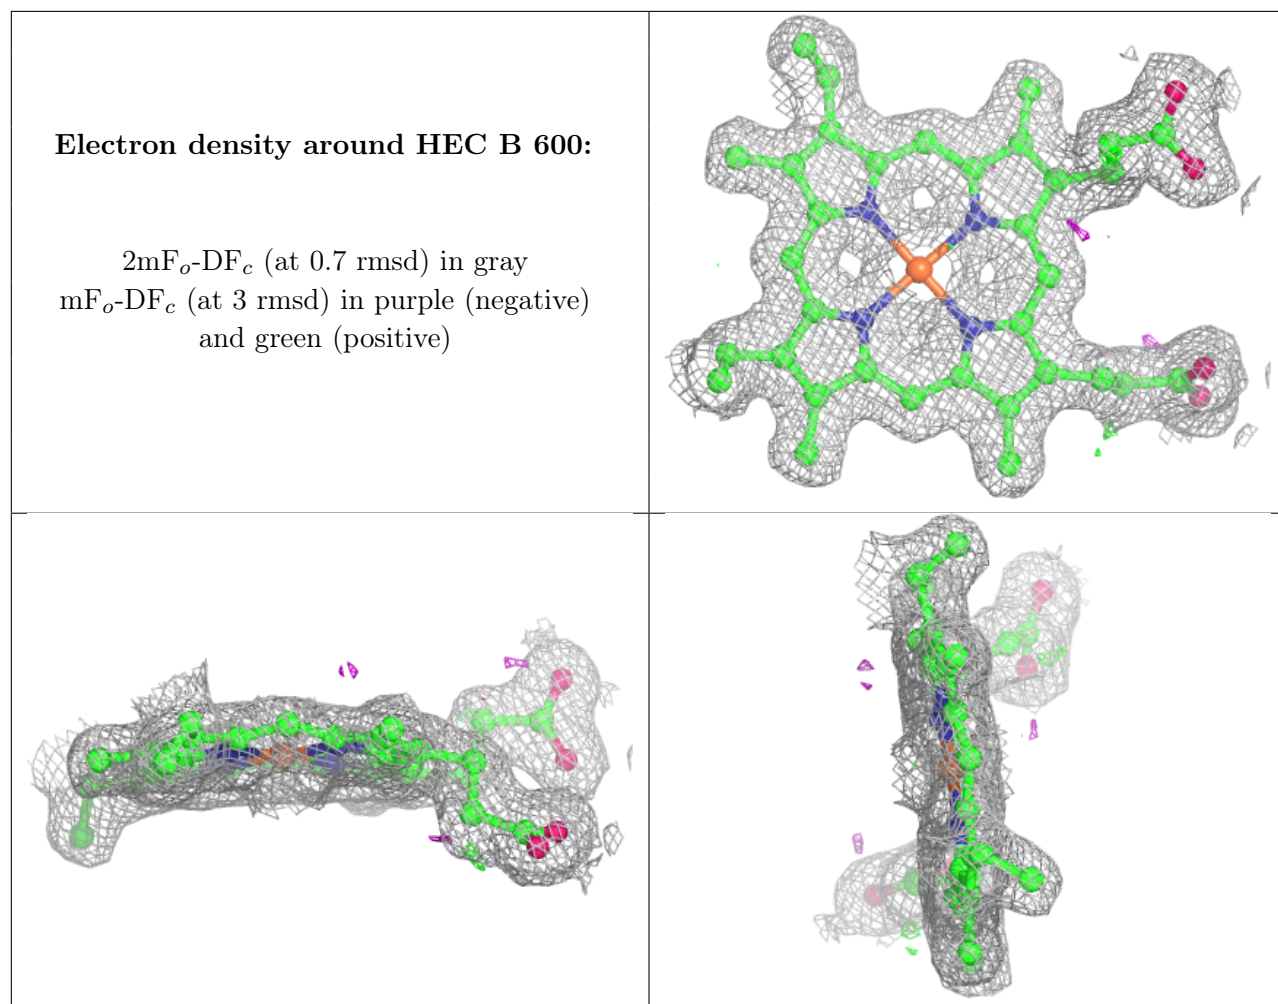 Electron density around HEC B 600:
2mFo-DFc (at 0.7 rmsd) in gray
mFo-DFc (at 3 rmsd) in purple (negative)
and green (positive)